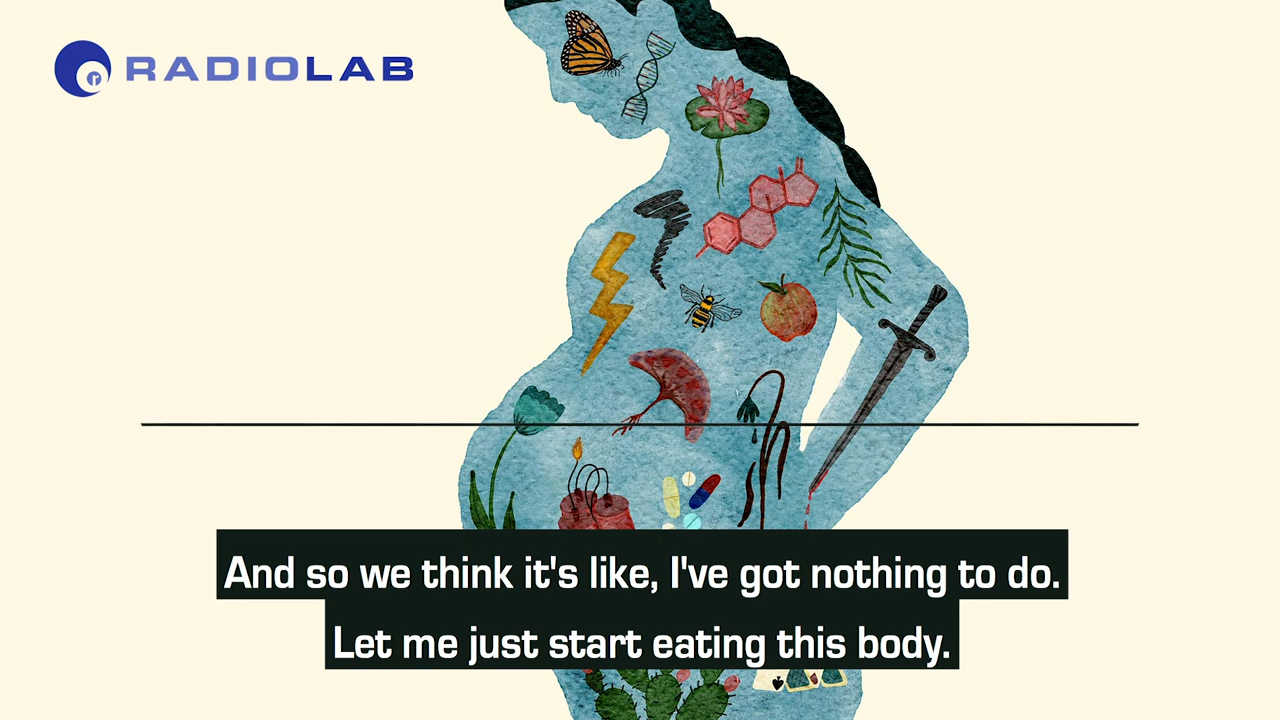 RADIOLAB
And so we think it's like, I've got nothing to do.
Let me just start eating this body.